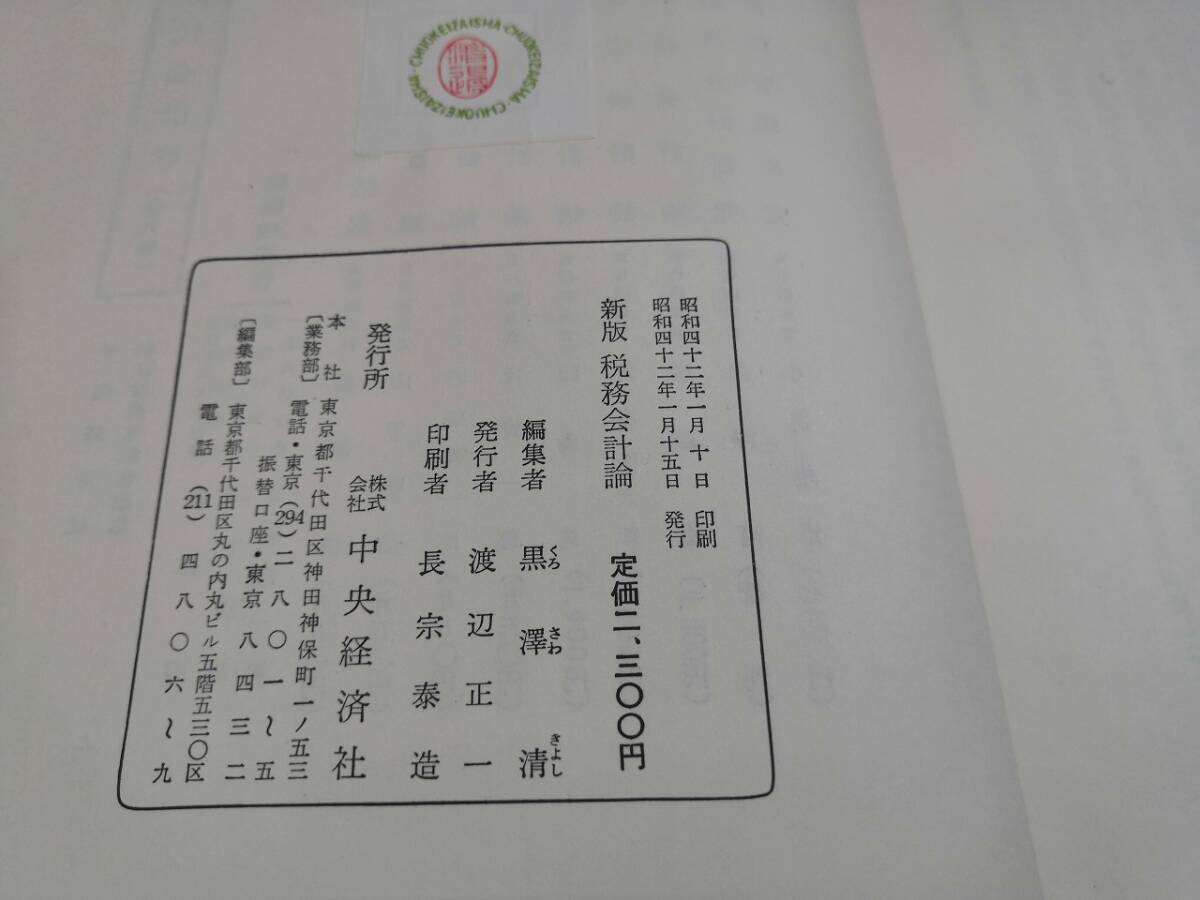 CHUOKEIZAISHA・CHUOKEIZAISHA・CHUOKEIZAISHA
昭和四十二年一月 十日 印刷
昭和四十二年一月十五日 発行
新版 税務会計論 定価二、三〇〇円
編集者 黒澤清
くろ さわ きよし
発行者 渡辺正一
印刷者 長宗泰造
発行所 株式会社 中央経済社
本社 東京都千代田区神田神保町一ノ五三
〔業務部〕 電話・東京(294)二八〇一〜五
振替口座・東京八四三二
〔編集部〕 東京都千代田区丸の内丸ビル五階五三〇区
電話 (211) 四八〇六〜九